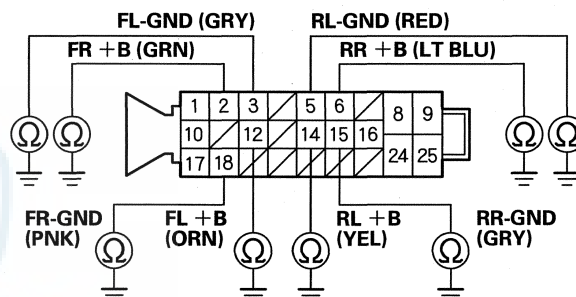 FL-GND (GRY) RL-GND (RED)
FR +B (GRN) RR +B (LT BLU)
1 2 3 5 6 8 9
10 12 14 15 16
17 18 24 25
Ω Ω Ω Ω
FR-GND FL +B RL +B RR-GND
(PNK) (ORN) (YEL) (GRY)
Ω Ω Ω Ω